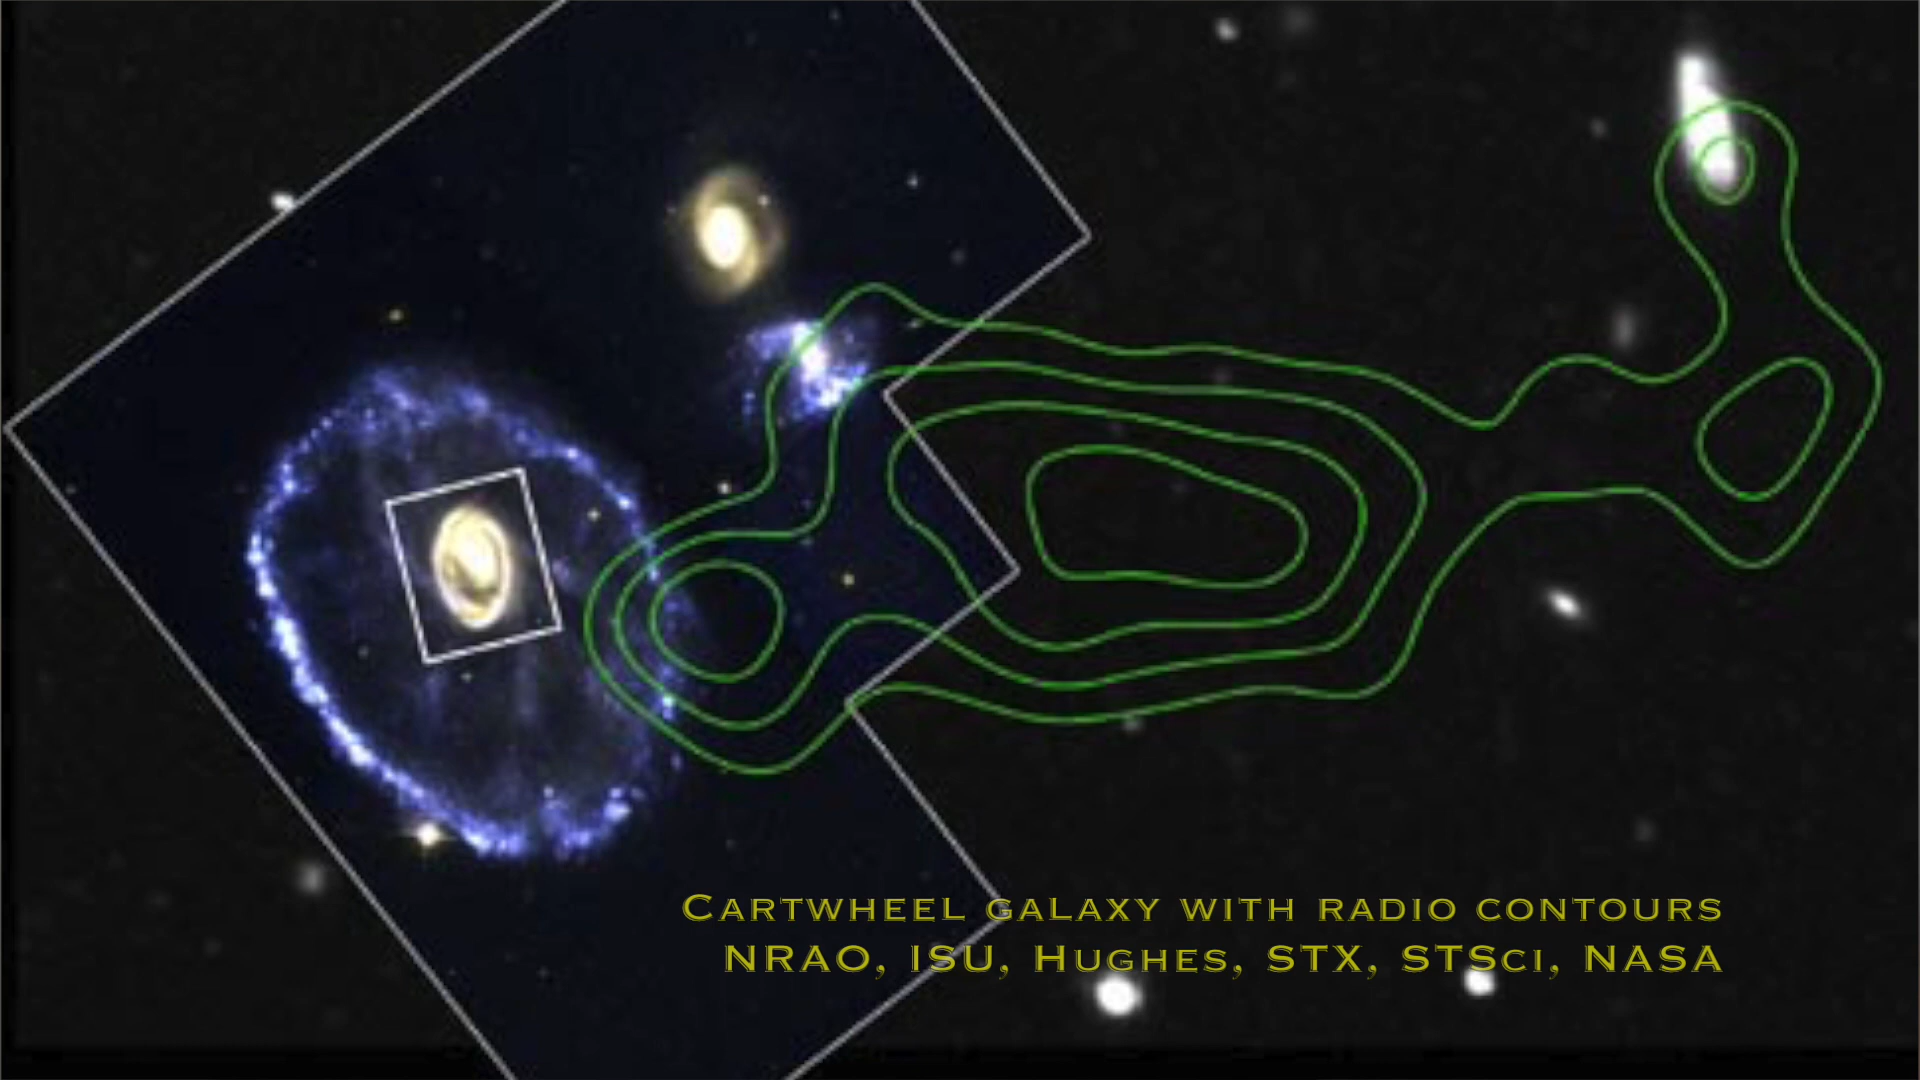 Cartwheel galaxy with radio contours
NRAO, ISU, Hughes, STX, STScI, NASA